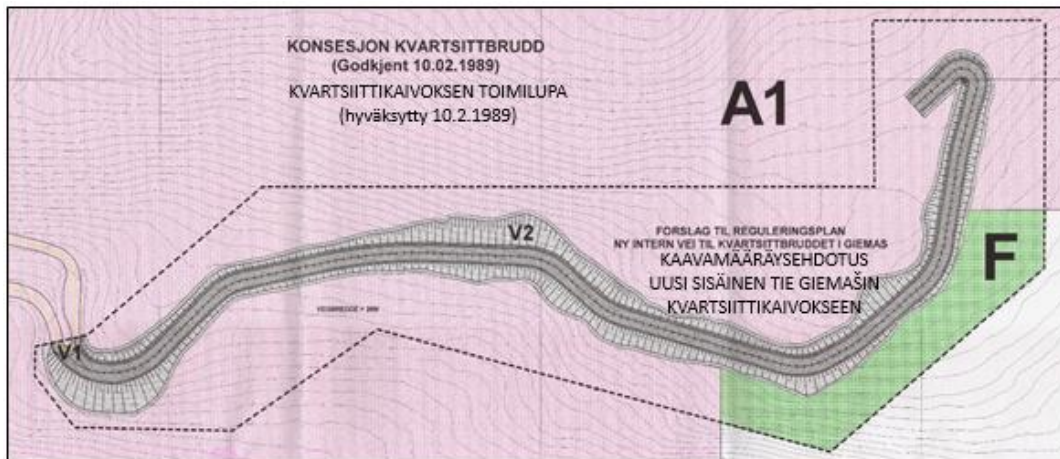 KONSESJON KVARTSITTBRUDD
(Godkjent 10.02.1989)
KVARTSIITTIKAIVOKSEN TOIMILUPA
(hyväksytty 10.2.1989)
A1
V2
FORSLAG TIL REGULERINGSPLAN
NY INTERN VEI TIL KVARTSITTBRUDDET I GIEMAS
KAAVAMÄÄRÄYSEHDOTUS
UUSI SISÄINEN TIE GIEMAŠIN
KVARTSIITTIKAIVOKSEEN
F
V1